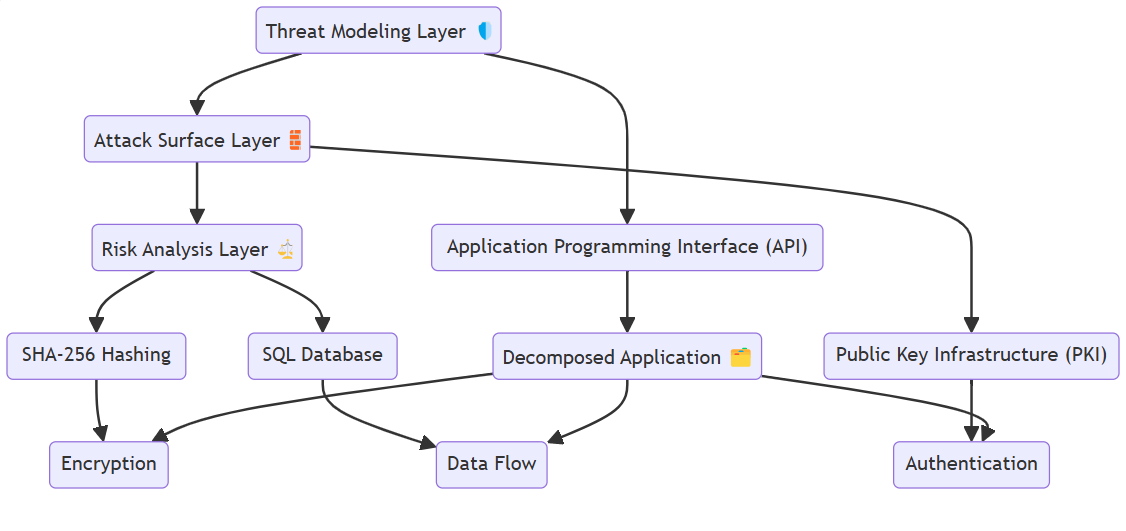 Threat Modeling Layer
Attack Surface Layer
Risk Analysis Layer
Application Programming Interface (API)
SHA-256 Hashing
SQL Database
Decomposed Application
Public Key Infrastructure (PKI)
Encryption
Data Flow
Authentication